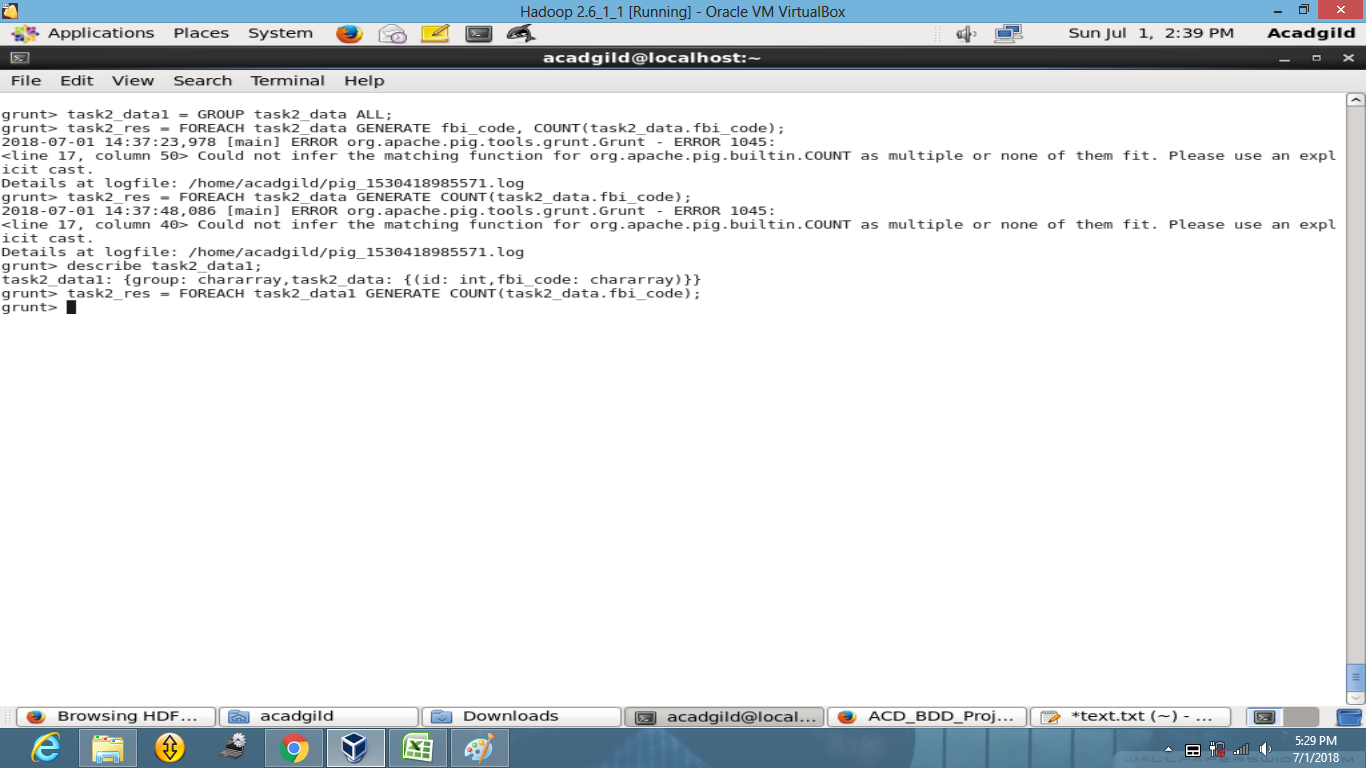 Hadoop 2.6_1_1 [Running] - Oracle VM VirtualBox
Applications Places System Sun Jul 1, 2:39 PM Acadgild
acadgild@localhost:~
File Edit View Search Terminal Help
grunt> task2_data1 = GROUP task2_data ALL;
grunt> task2_res = FOREACH task2_data GENERATE fbi_code, COUNT(task2_data.fbi_code);
2018-07-01 14:37:23,978 [main] ERROR org.apache.pig.tools.grunt.Grunt - ERROR 1045:
<line 17, column 50> Could not infer the matching function for org.apache.pig.builtin.COUNT as multiple or none of them fit. Please use an expl
icit cast.
Details at logfile: /home/acadgild/pig_1530418985571.log
grunt> task2_res = FOREACH task2_data GENERATE COUNT(task2_data.fbi_code);
2018-07-01 14:37:48,086 [main] ERROR org.apache.pig.tools.grunt.Grunt - ERROR 1045:
<line 17, column 40> Could not infer the matching function for org.apache.pig.builtin.COUNT as multiple or none of them fit. Please use an expl
icit cast.
Details at logfile: /home/acadgild/pig_1530418985571.log
grunt> describe task2_data1;
task2_data1: {group: chararray,task2_data: {(id: int,fbi_code: chararray)}}
grunt> task2_res = FOREACH task2_data1 GENERATE COUNT(task2_data.fbi_code);
grunt>
Browsing HDF... acadgild Downloads acadgild@local... ACD_BDD_Proj... *text.txt (~) - ...
5:29 PM
7/1/2018